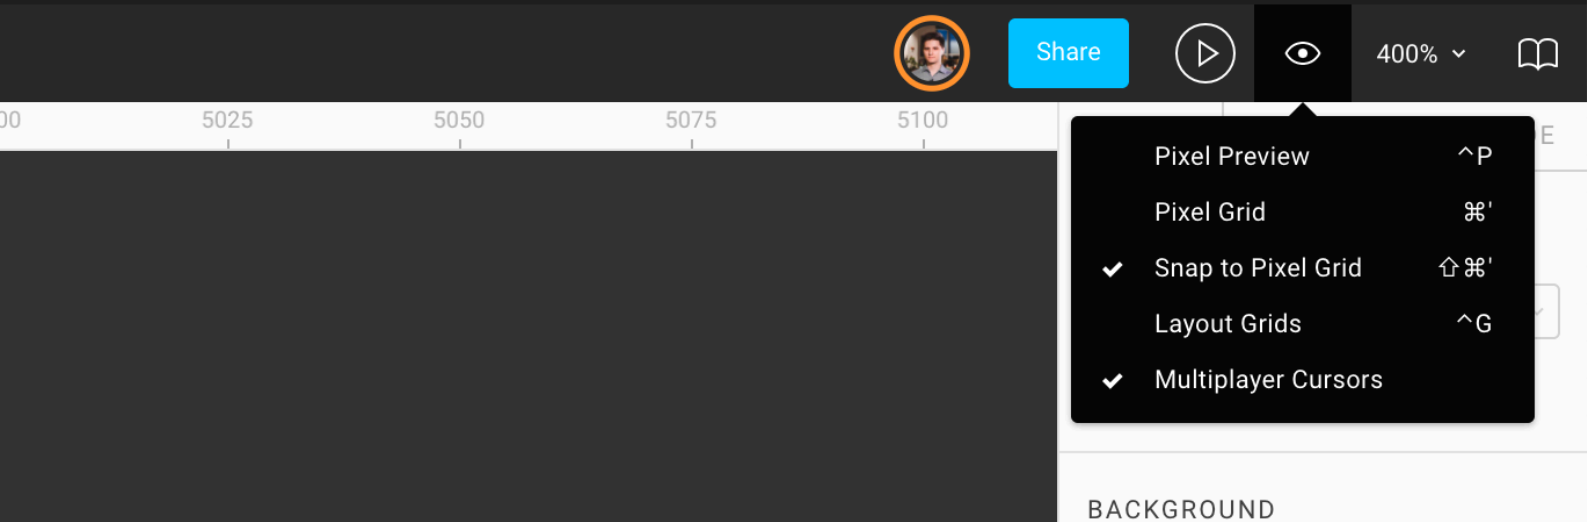 Share
400%
00 5025 5050 5075 5100
E
Pixel Preview ^P
Pixel Grid ⌘'
✓ Snap to Pixel Grid ⇧⌘'
Layout Grids ^G
✓ Multiplayer Cursors
BACKGROUND